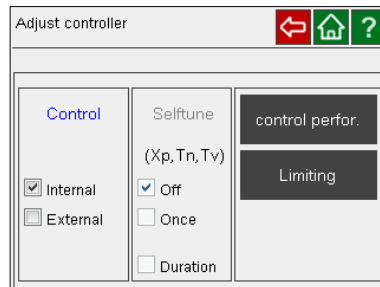 Adjust controller
?
Control
Internal
External
Selftune
(Xp,Tn,Tv)
Off
Once
Duration
control perfor.
Limiting